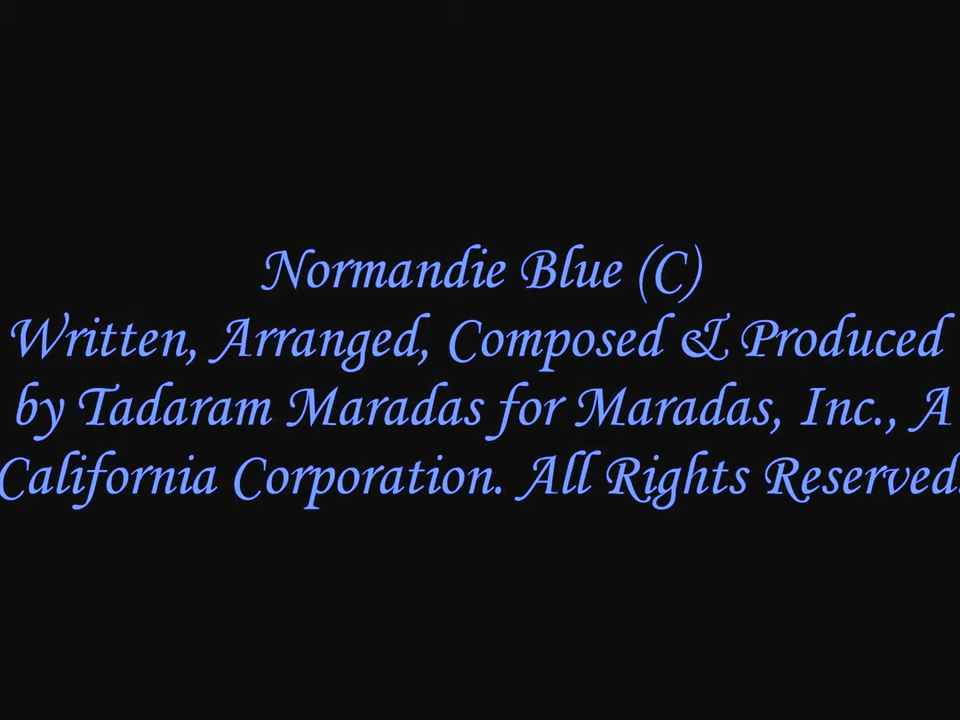 Normandie Blue (C)
Written, Arranged, Composed & Produced
by Tadaram Maradas for Maradas, Inc., A
California Corporation. All Rights Reserved.